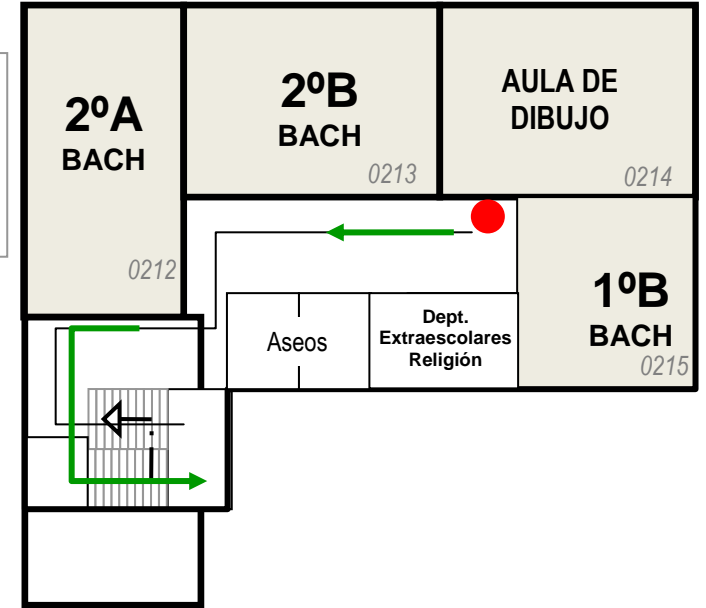 2ºA
BACH
0212
2ºB
BACH
0213
AULA DE
DIBUJO
0214
1ºB
BACH
0215
Aseos
Dept.
Extraescolares
Religión